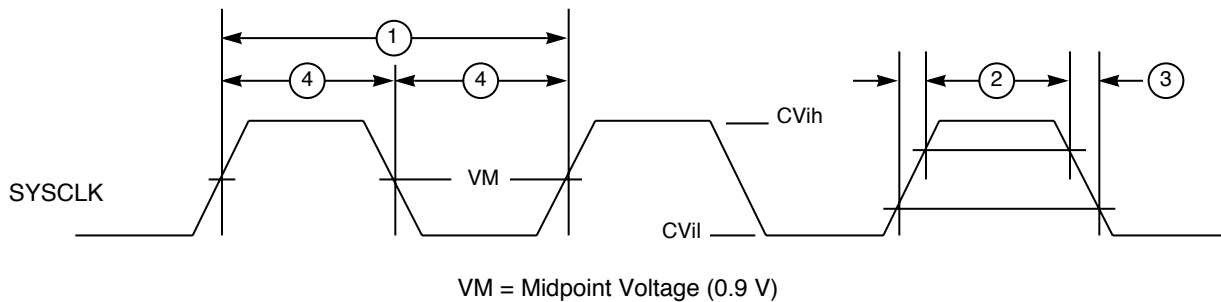 1
4
4
2
3
CVih
SYSCLK
VM
CVil
VM = Midpoint Voltage (0.9 V)